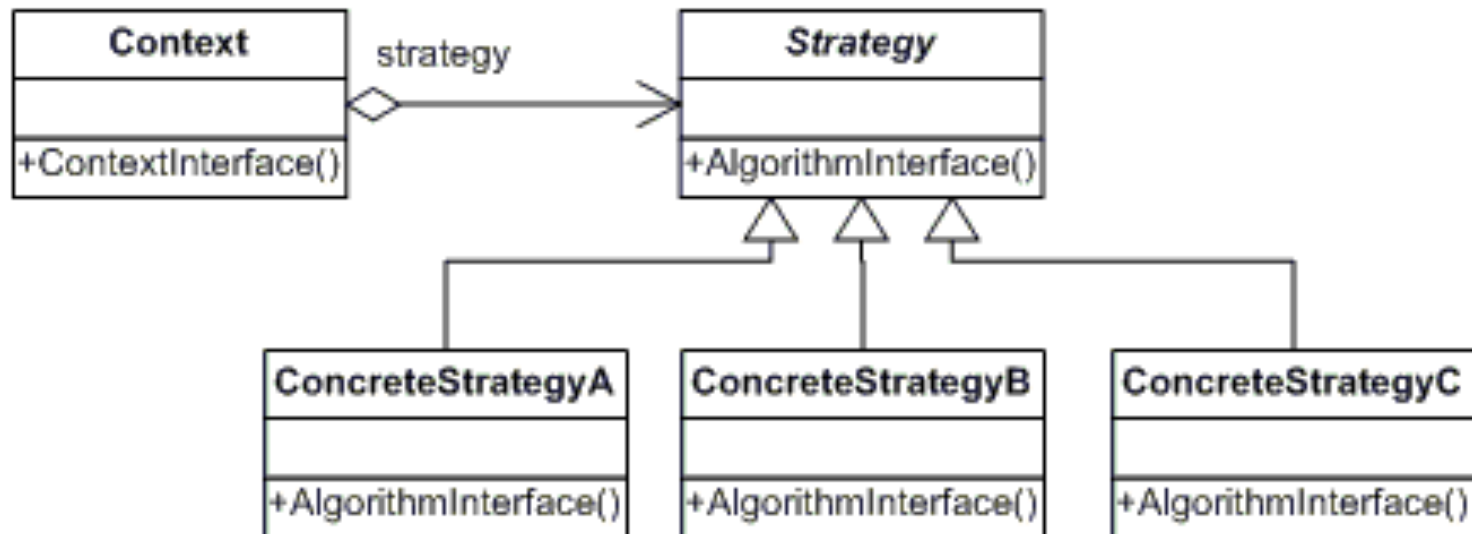 Context
strategy
Strategy
+ContextInterface()
+AlgorithmInterface()
ConcreteStrategyA
ConcreteStrategyB
ConcreteStrategyC
+AlgorithmInterface()
+AlgorithmInterface()
+AlgorithmInterface()